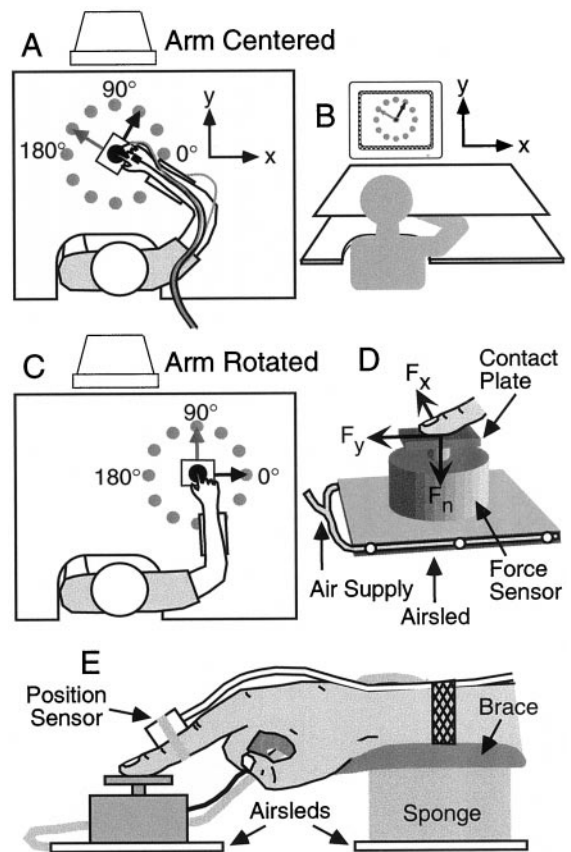 A
Arm Centered
90°
180°
0°
y
x
B
y
x
C
Arm Rotated
90°
180°
0°
D
Contact
Plate
Fx
Fy
Fn
Air Supply
Airsled
Force
Sensor
E
Position
Sensor
Brace
Airsleds
Sponge